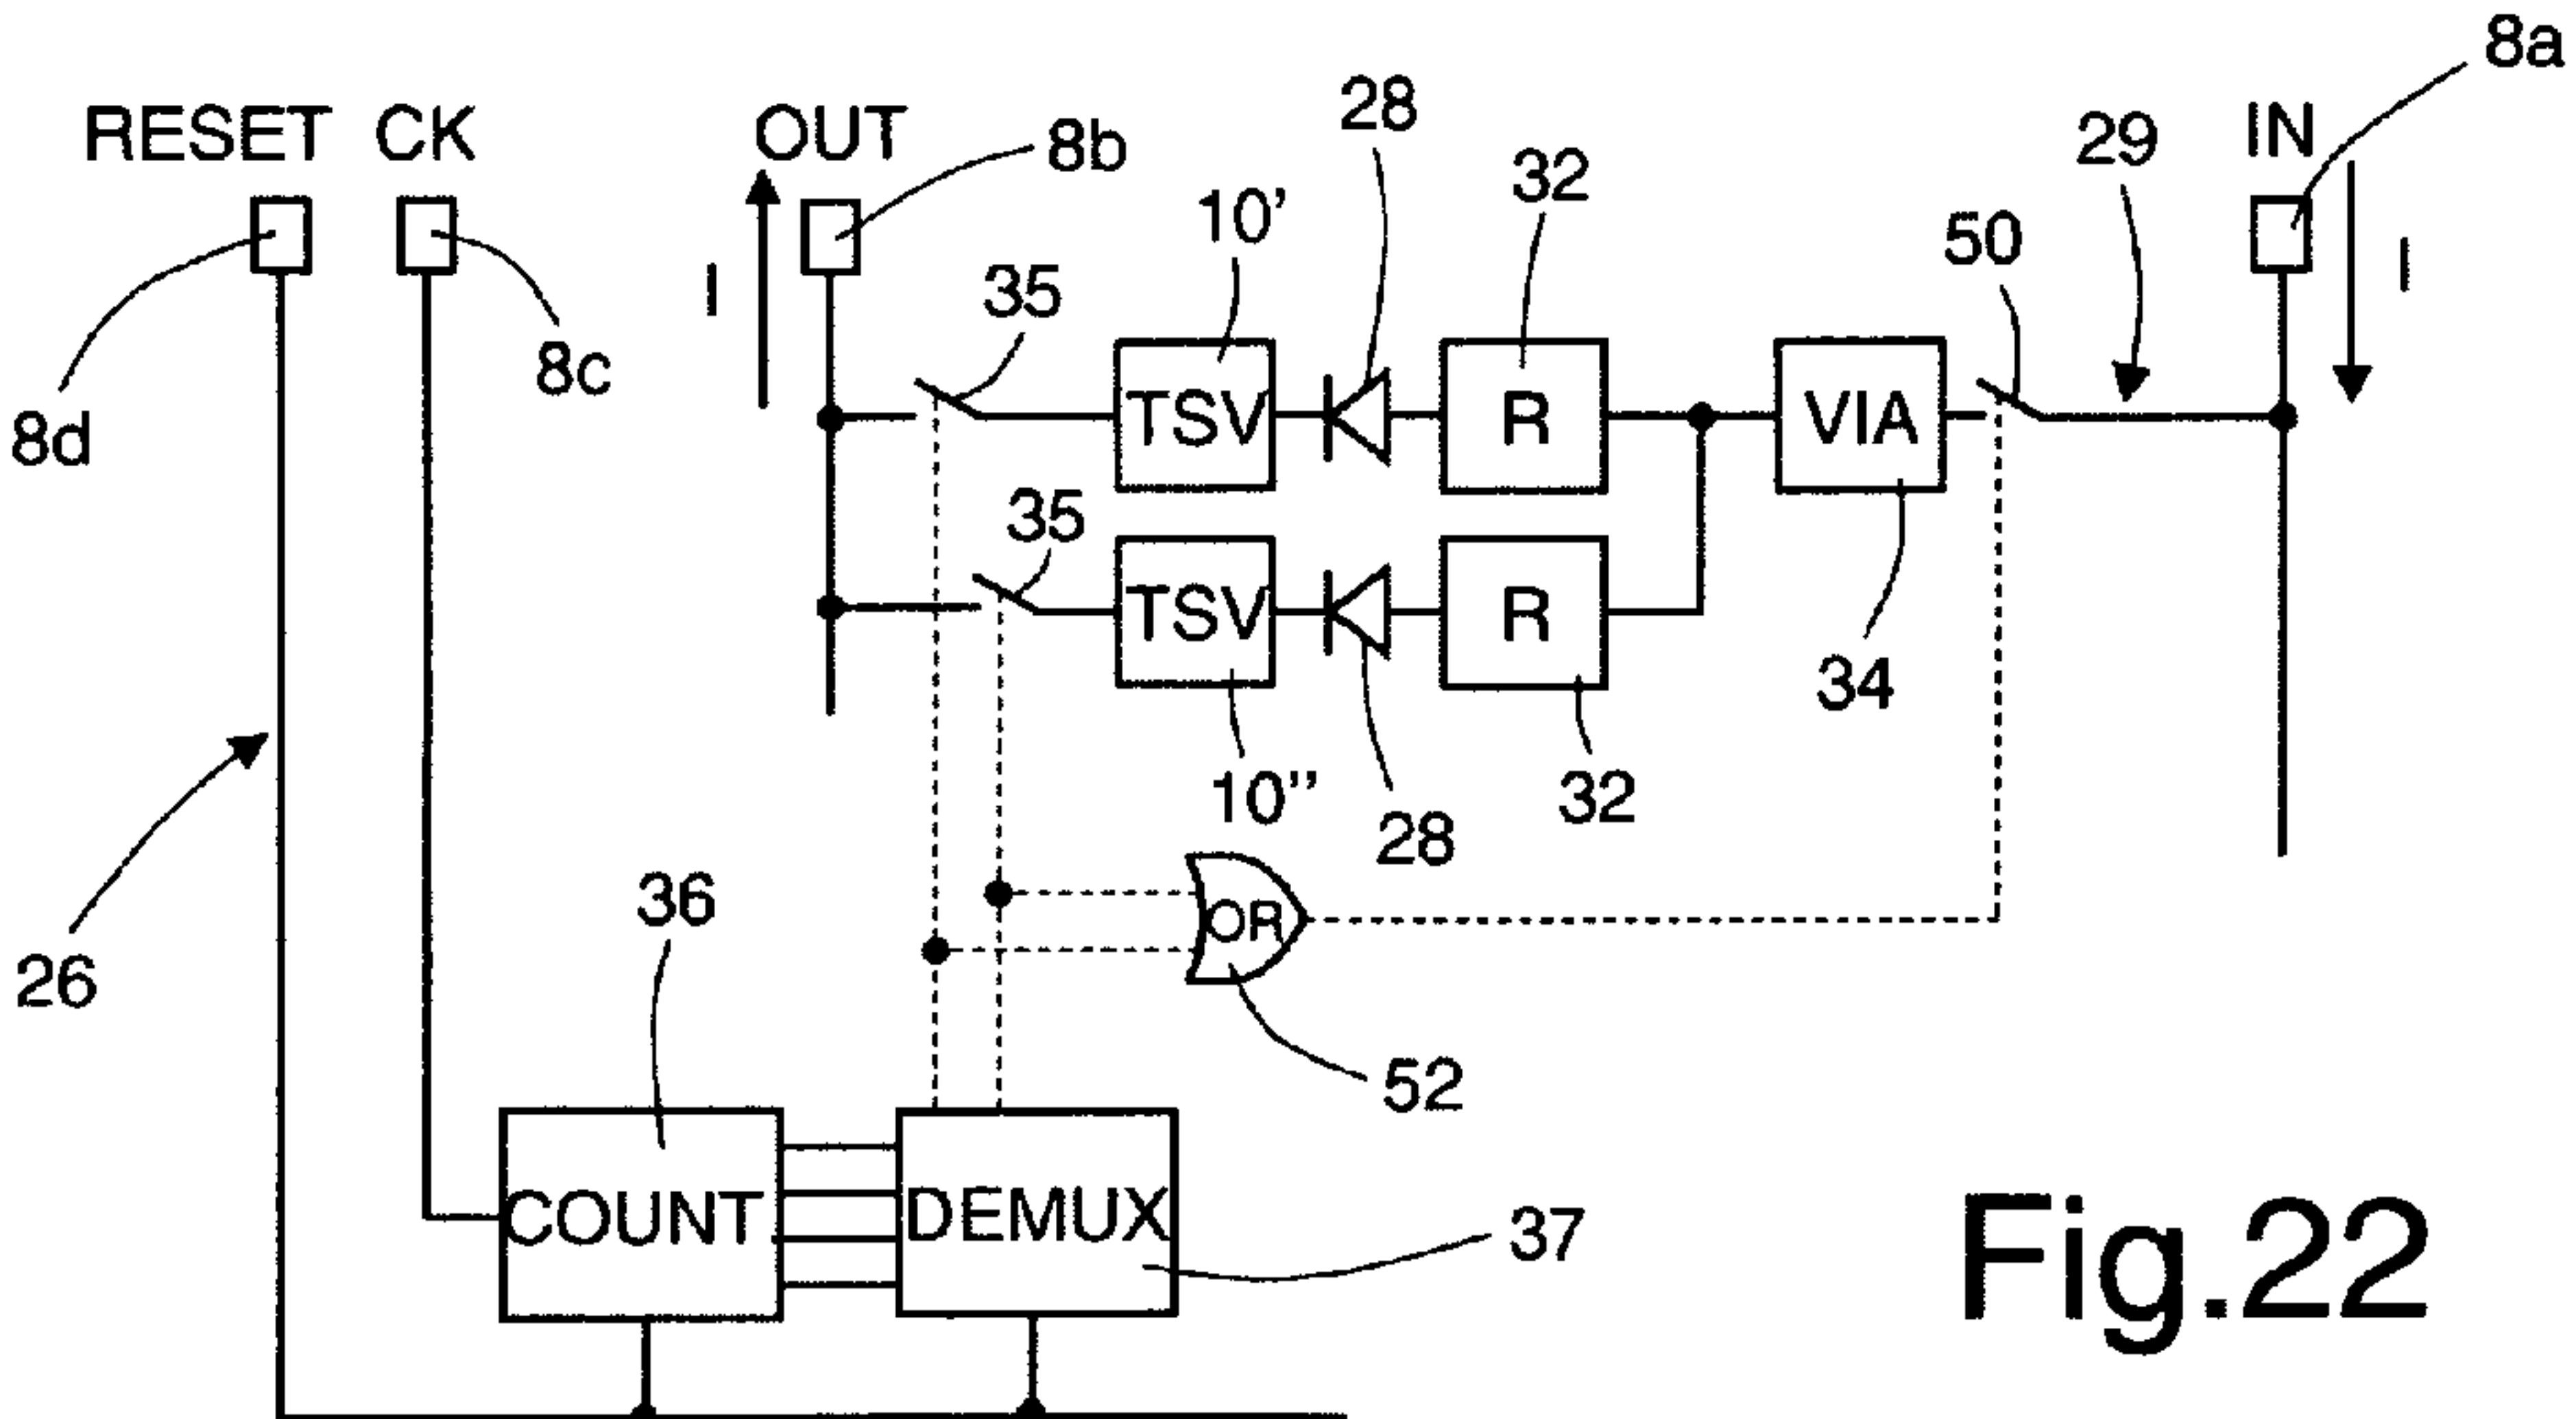 8a
RESET CK OUT 8b 28 29 IN
32
10’
50
I 35 I
8c
8d TSV R VIA
35
TSV R 34
10” 32
28
36
26 OR
52
COUNT DEMUX 37
Fig.22